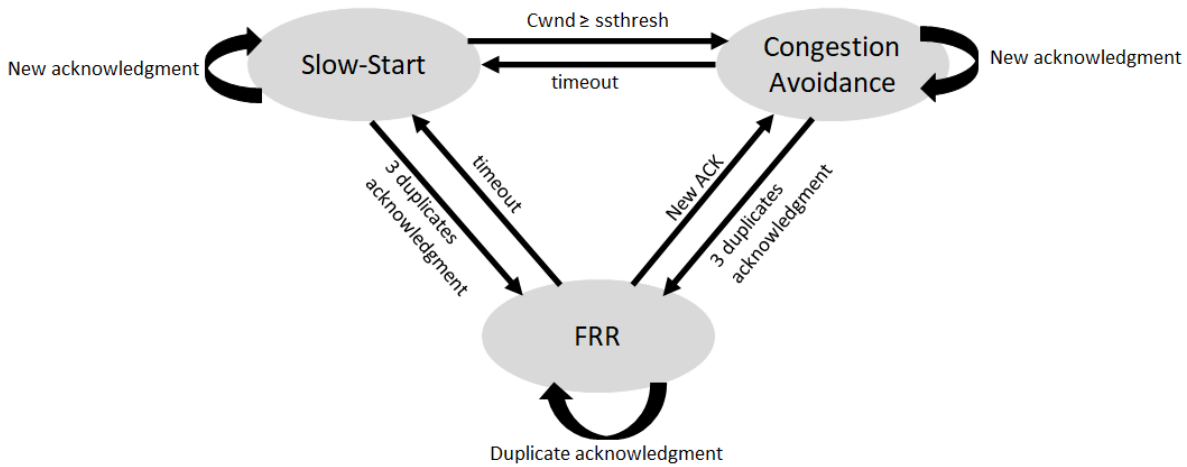 Cwnd ≥ ssthresh
Slow-Start
Congestion
Avoidance
New acknowledgment
New acknowledgment
timeout
3 duplicates
acknowledgment
timeout
New ACK
3 duplicates
acknowledgment
FRR
Duplicate acknowledgment